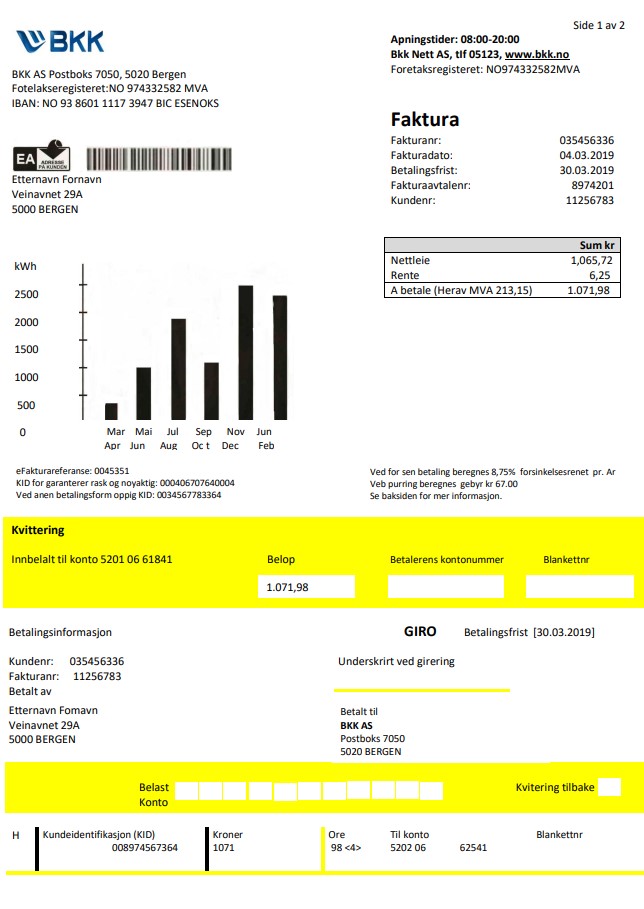 Side 1 av 2
BKK
Apningstider: 08:00-20:00
Bkk Nett AS, tlf 05123, www.bkk.no
Foretaksregisteret: NO974332582MVA
BKK AS Postboks 7050, 5020 Bergen
Fotelakseregisteret:NO 974332582 MVA
IBAN: NO 93 8601 1117 3947 BIC ESENOKS
Faktura
Fakturanr: 035456336
Fakturadato: 04.03.2019
Betalingsfrist: 30.03.2019
Fakturaavtalenr: 8974201
Kundenr: 11256783
EA ADRESSE PÅ KUNDEN
Etternavn Fornavn
Veinavnet 29A
5000 BERGEN
Sum kr
Nettleie 1,065,72
Rente 6,25
A betale (Herav MVA 213,15) 1.071,98
kWh
2500
2000
1500
1000
500
0
Mar Mai Jul Sep Nov Jun
Apr Jun Aug Oc t Dec Feb
eFakturareferanse: 0045351
KID for garanterer rask og noyaktig: 000406707640004
Ved anen betalingsform oppig KID: 0034567783364
Ved for sen betaling beregnes 8,75% forsinkelsesrenet pr. Ar
Veb purring beregnes gebyr kr 67.00
Se baksiden for mer informasjon.
Kvittering
Innbelalt til konto 5201 06 61841 Belop Betalerens kontonummer Blankettnr
1.071,98
Betalingsinformasjon GIRO Betalingsfrist [30.03.2019]
Kundenr: 035456336
Fakturanr: 11256783
Betalt av
Underskrirt ved girering
Etternavn Fomavn
Veinavnet 29A
5000 BERGEN
Betalt til
BKK AS
Postboks 7050
5020 BERGEN
Belast
Konto
Kvitering tilbake
H Kundeidentifikasjon (KID) Kroner Ore Til konto Blankettnr
008974567364 1071 98 <4> 5202 06 62541